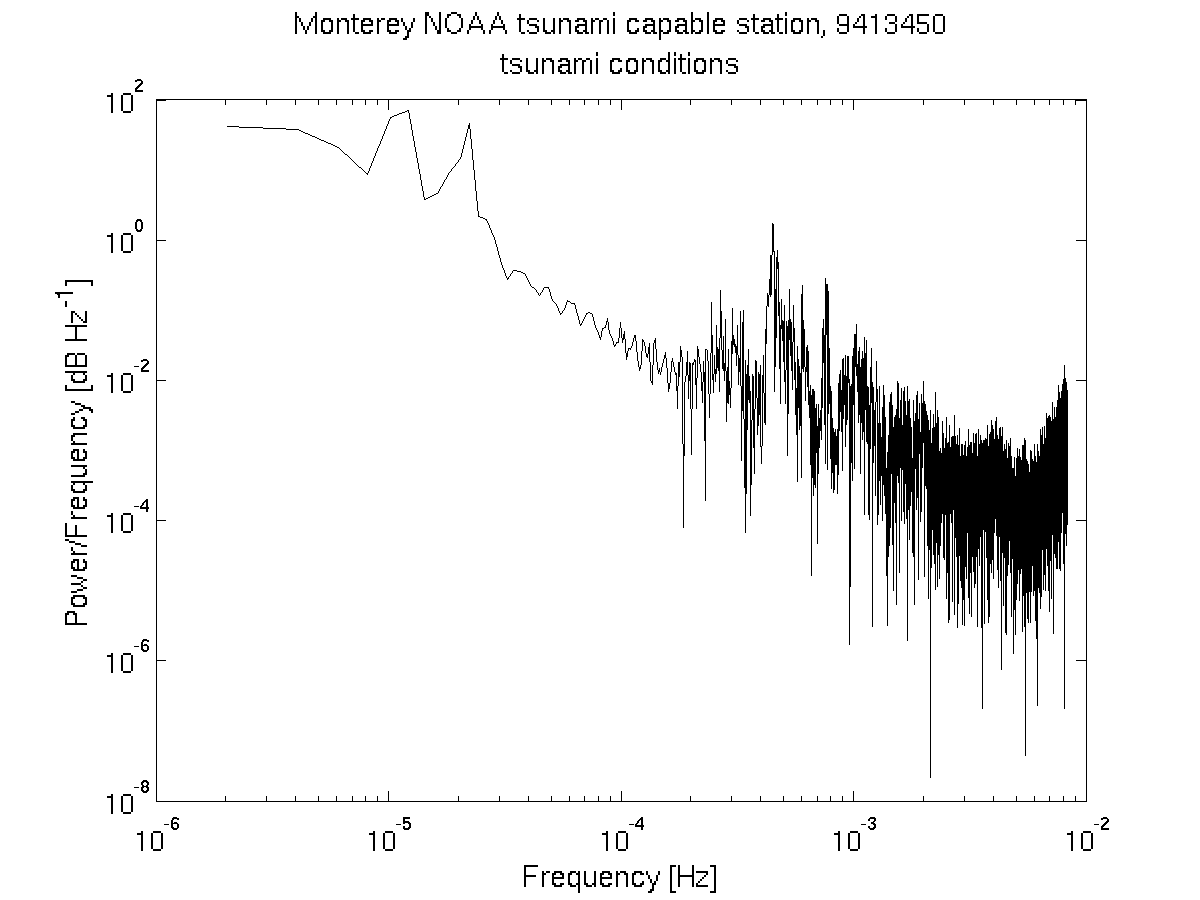 Monterey NOAA tsunami capable station, 9413450
tsunami conditions
10^2
10^0
10^-2
10^-4
10^-6
10^-8
Power/Frequency [dB Hz^-1]
10^-6 10^-5 10^-4 10^-3 10^-2
Frequency [Hz]